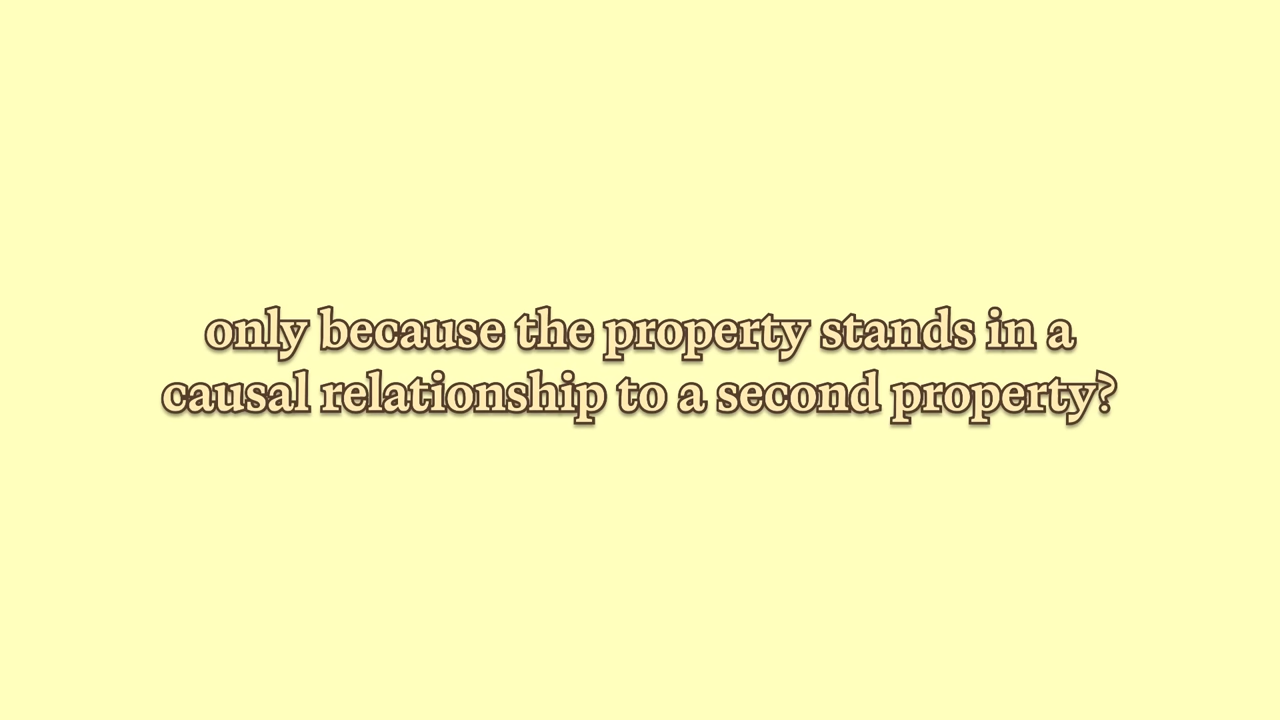 only because the property stands in a
causal relationship to a second property?